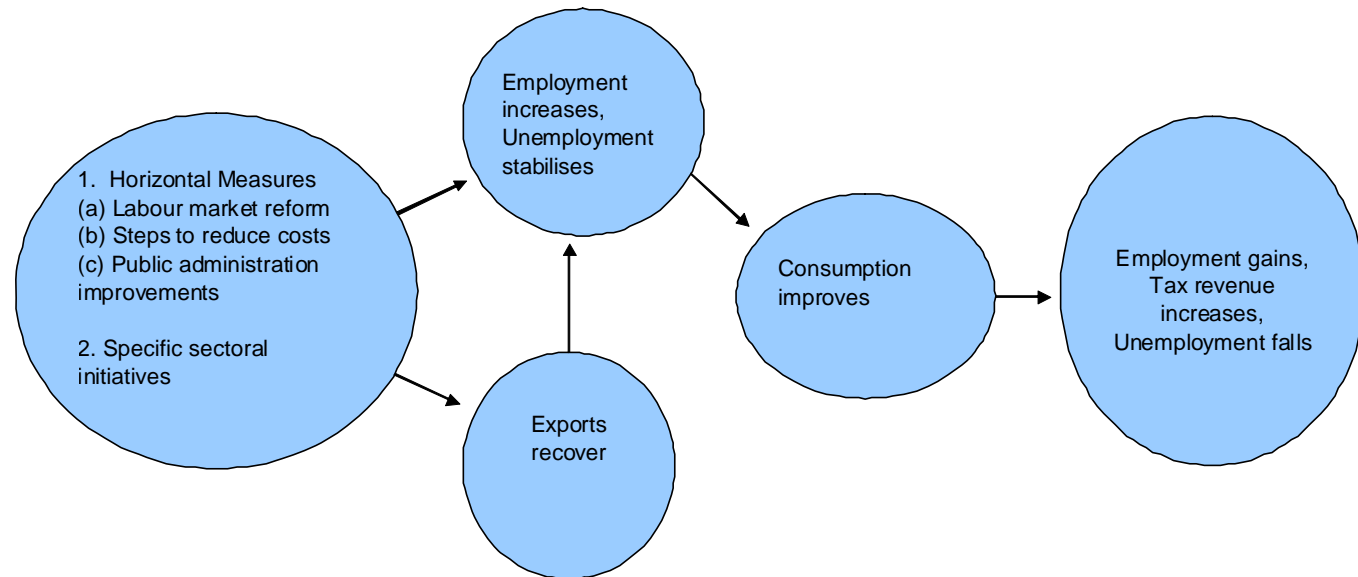 1. Horizontal Measures
(a) Labour market reform
(b) Steps to reduce costs
(c) Public administration
improvements
2. Specific sectoral
initiatives
Employment
increases,
Unemployment
stabilises
Exports
recover
Consumption
improves
Employment gains,
Tax revenue
increases,
Unemployment falls